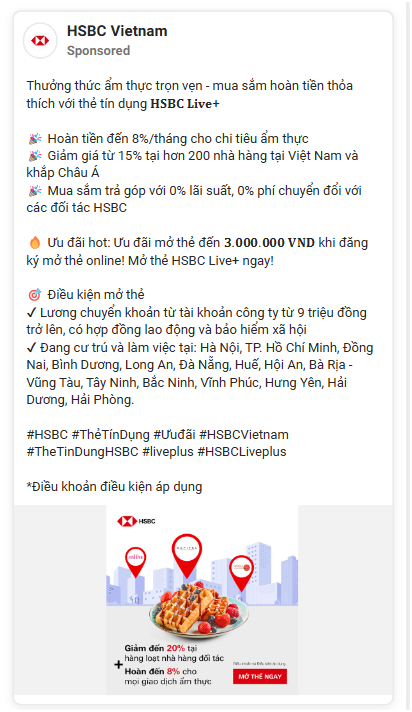 HSBC Vietnam
Sponsored
Thưởng thức ẩm thực trọn vẹn - mua sắm hoàn tiền thỏa
thích với thẻ tín dụng 𝐇𝐒𝐁𝐂 𝐋𝐢𝐯𝐞+
🎉 Hoàn tiền đến 8%/tháng cho chi tiêu ẩm thực
🎉 Giảm giá từ 15% tại hơn 200 nhà hàng tại Việt Nam và
khắp Châu Á
🎉 Mua sắm trả góp với 0% lãi suất, 0% phí chuyển đổi với
các đối tác HSBC
🔥 Ưu đãi hot: Ưu đãi mở thẻ đến 𝟑.𝟎𝟎𝟎.𝟎𝟎𝟎 𝐕𝐍𝐃 khi đăng
ký mở thẻ online! Mở thẻ HSBC Live+ ngay!
🎯 Điều kiện mở thẻ
✔ Lương chuyển khoản từ tài khoản công ty từ 9 triệu đồng
trở lên, có hợp đồng lao động và bảo hiểm xã hội
✔ Đang cư trú và làm việc tại: Hà Nội, TP. Hồ Chí Minh, Đồng
Nai, Bình Dương, Long An, Đà Nẵng, Huế, Hội An, Bà Rịa -
Vũng Tàu, Tây Ninh, Bắc Ninh, Vĩnh Phúc, Hưng Yên, Hải
Dương, Hải Phòng.
#HSBC #ThẻTínDụng #Ưuđãi #HSBCVietnam
#TheTinDungHSBC #liveplus #HSBCLiveplus
*Điều khoản điều kiện áp dụng
HSBC
Giảm đến 20% tại
hàng loạt nhà hàng đối tác
+ Hoàn đến 8% cho
mọi giao dịch ẩm thực
Điều khoản và Điều kiện áp dụng.
MỞ THẺ NGAY